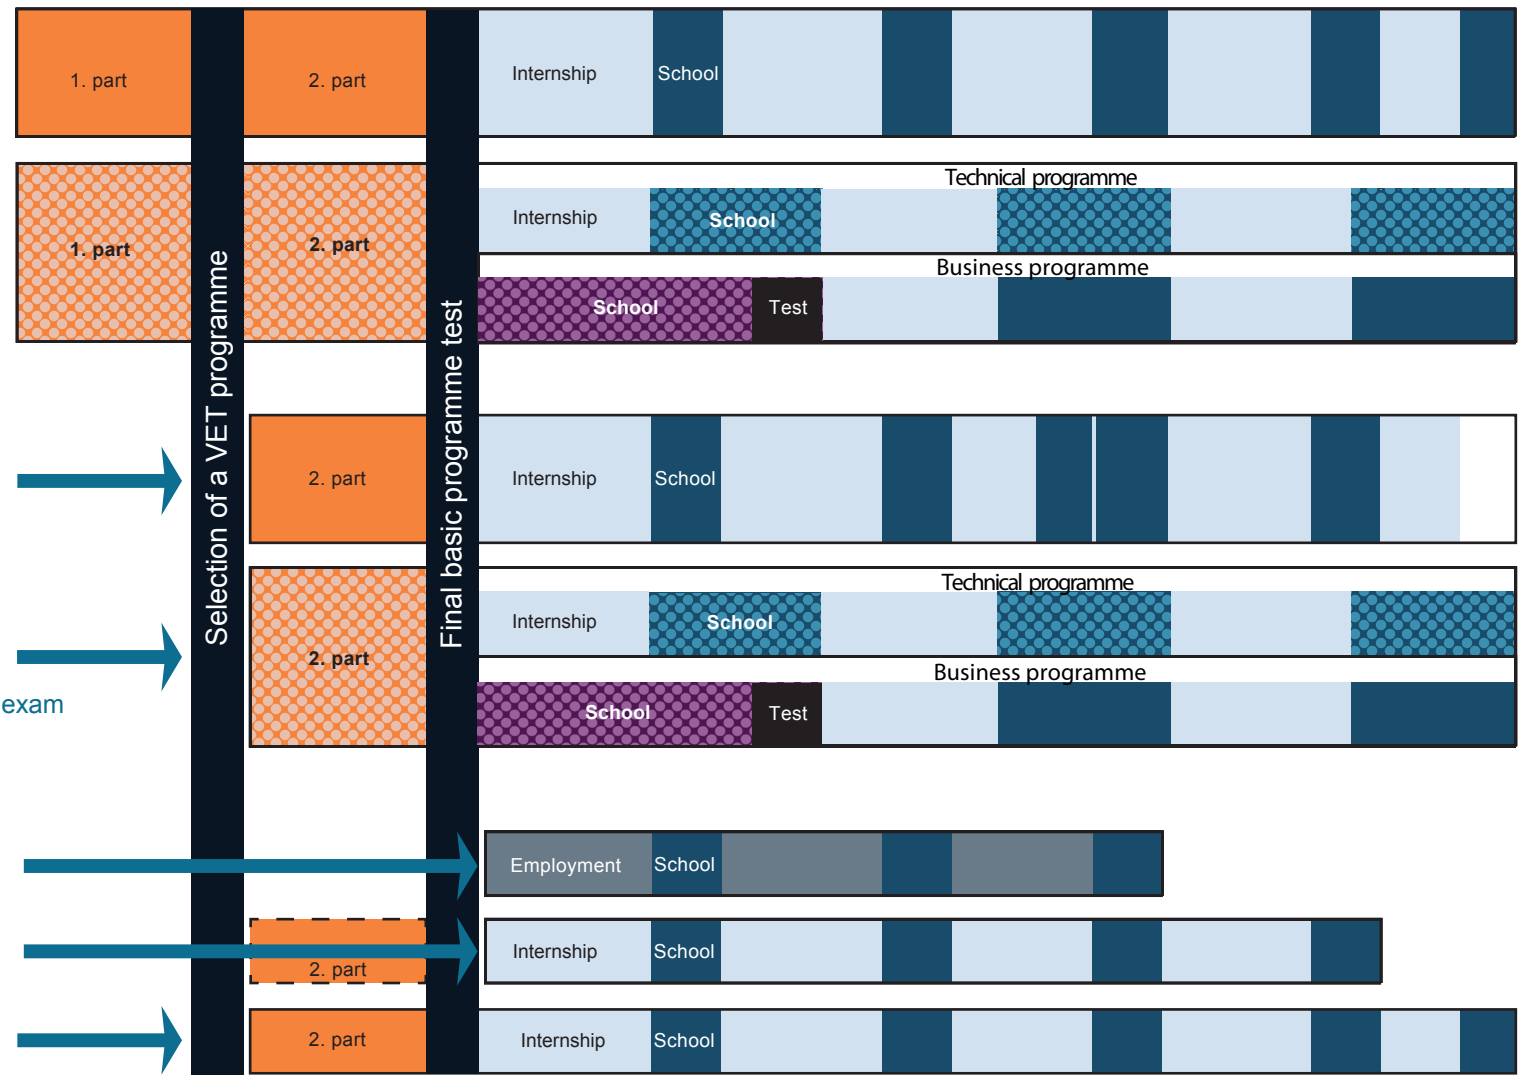 1. part
2. part
Internship
School
Technical programme
Internship
School
1. part
2. part
Business programme
School
Test
Selection of a VET programme
Final basic programme test
2. part
Internship
School
Technical programme
Internship
School
2. part
Business programme
exam
School
Test
Employment
School
2. part
Internship
School
2. part
Internship
School